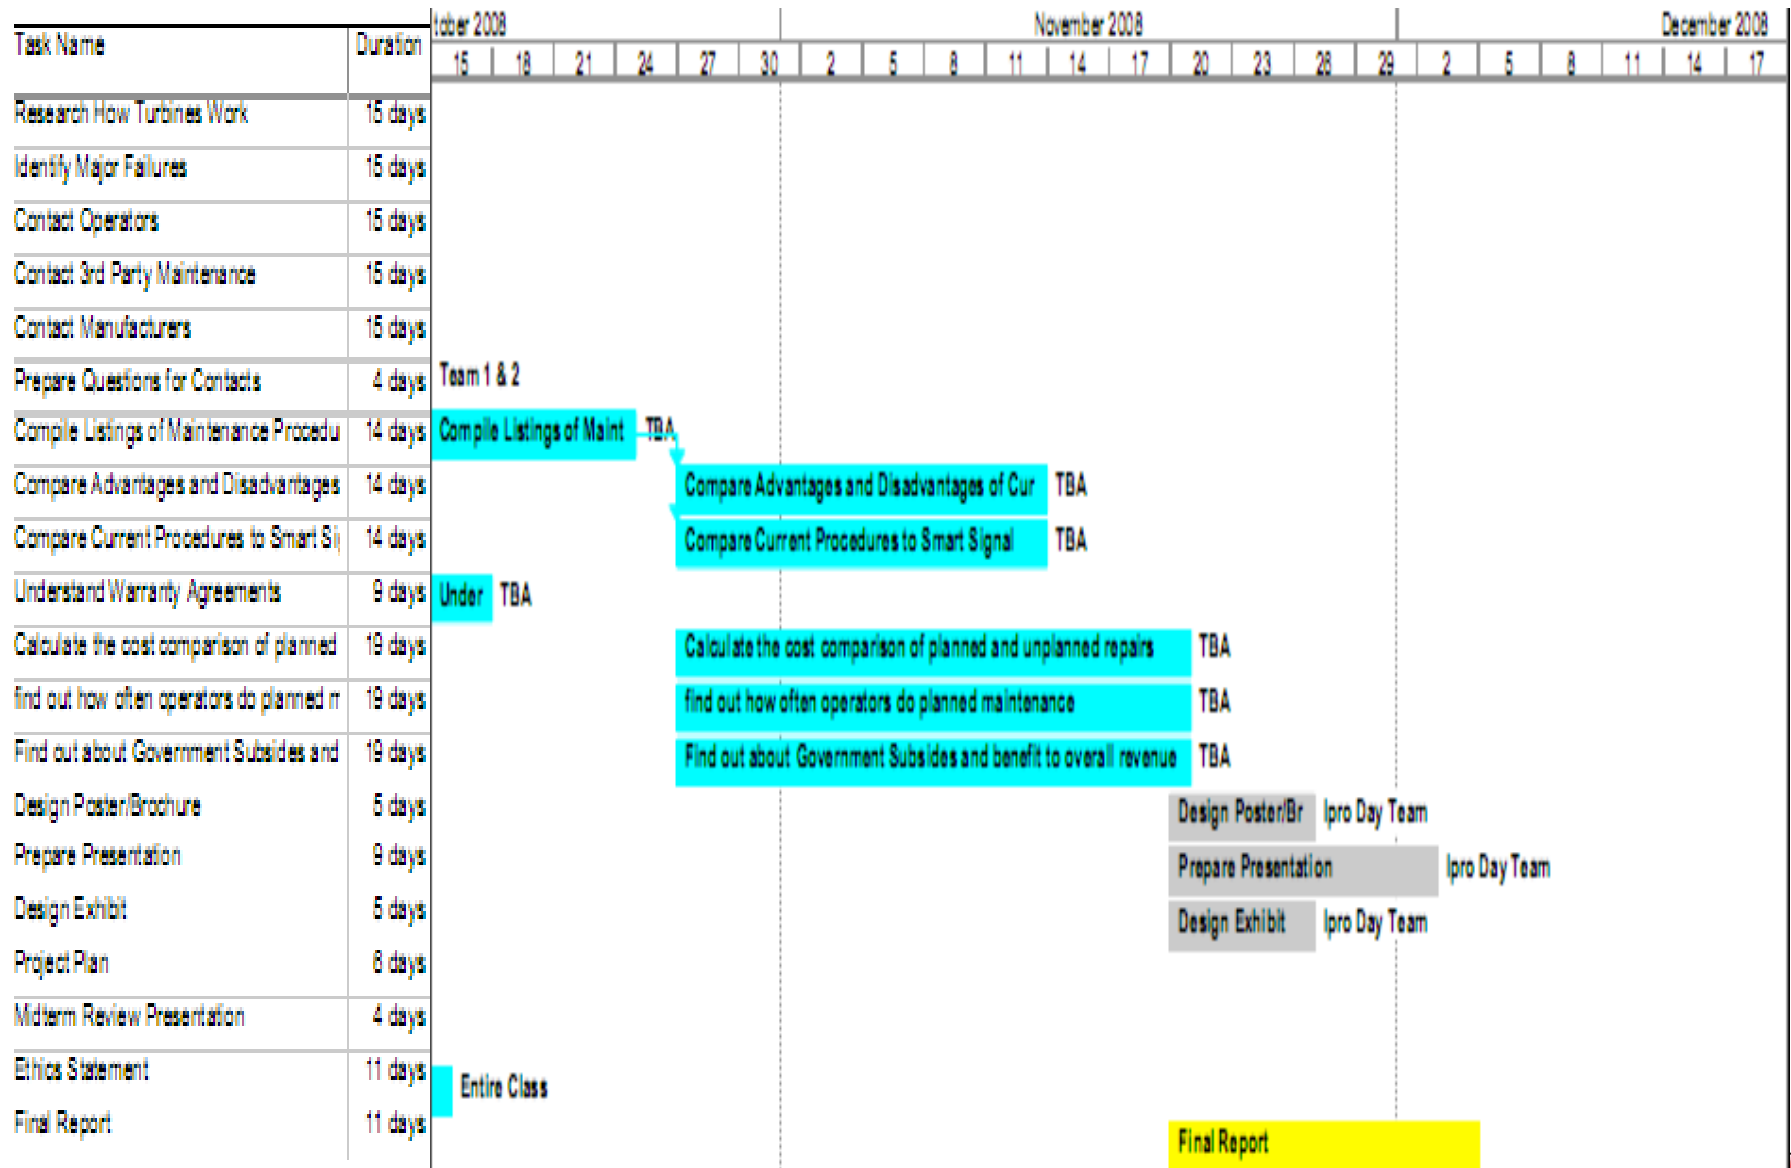 tober 2008 November 2008 December 2008
Task Name Duration
15 18 21 24 27 30 2 5 8 11 14 17 20 23 26 29 2 5 8 11 14 17
Research How Turbines Work 15 days
Identify Major Failures 15 days
Contact Operators 15 days
Contact 3rd Party Maintenance 15 days
Contact Manufacturers 15 days
Prepare Questions for Contacts 4 days Team 1 & 2
Compile Listings of Maintenance Procedu 14 days Compile Listings of Maint TBA
Compare Advantages and Disadvantages 14 days Compare Advantages and Disadvantages of Cur TBA
Compare Current Procedures to Smart Si 14 days Compare Current Procedures to Smart Signal TBA
Understand Warranty Agreements 9 days Under TBA
Calculate the cost comparison of planned 19 days Calculate the cost comparison of planned and unplanned repairs TBA
find out how often operators do planned m 19 days find out how often operators do planned maintenance TBA
Find out about Government Subsides and 19 days Find out about Government Subsides and benefit to overall revenue TBA
Design Poster/Brochure 5 days Design Poster/Br Ipro Day Team
Prepare Presentation 9 days Prepare Presentation Ipro Day Team
Design Exhibit 5 days Design Exhibit Ipro Day Team
Project Plan 6 days
Midterm Review Presentation 4 days
Ethics Statement 11 days Entire Class
Final Report 11 days Final Report